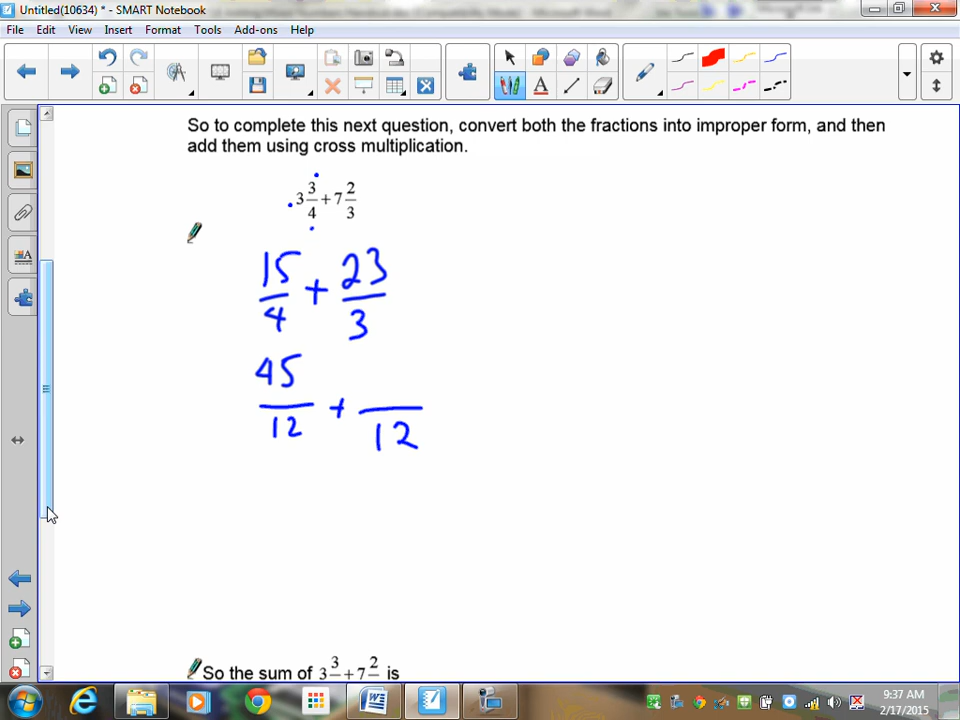 Untitled(10634) * - SMART Notebook
File Edit View Insert Format Tools Add-ons Help
So to complete this next question, convert both the fractions into improper form, and then
add them using cross multiplication.
3 3/4 + 7 2/3
15/4 + 23/3
45/12 + /12
So the sum of 3 3 + 7 2 is
9:37 AM
2/17/2015